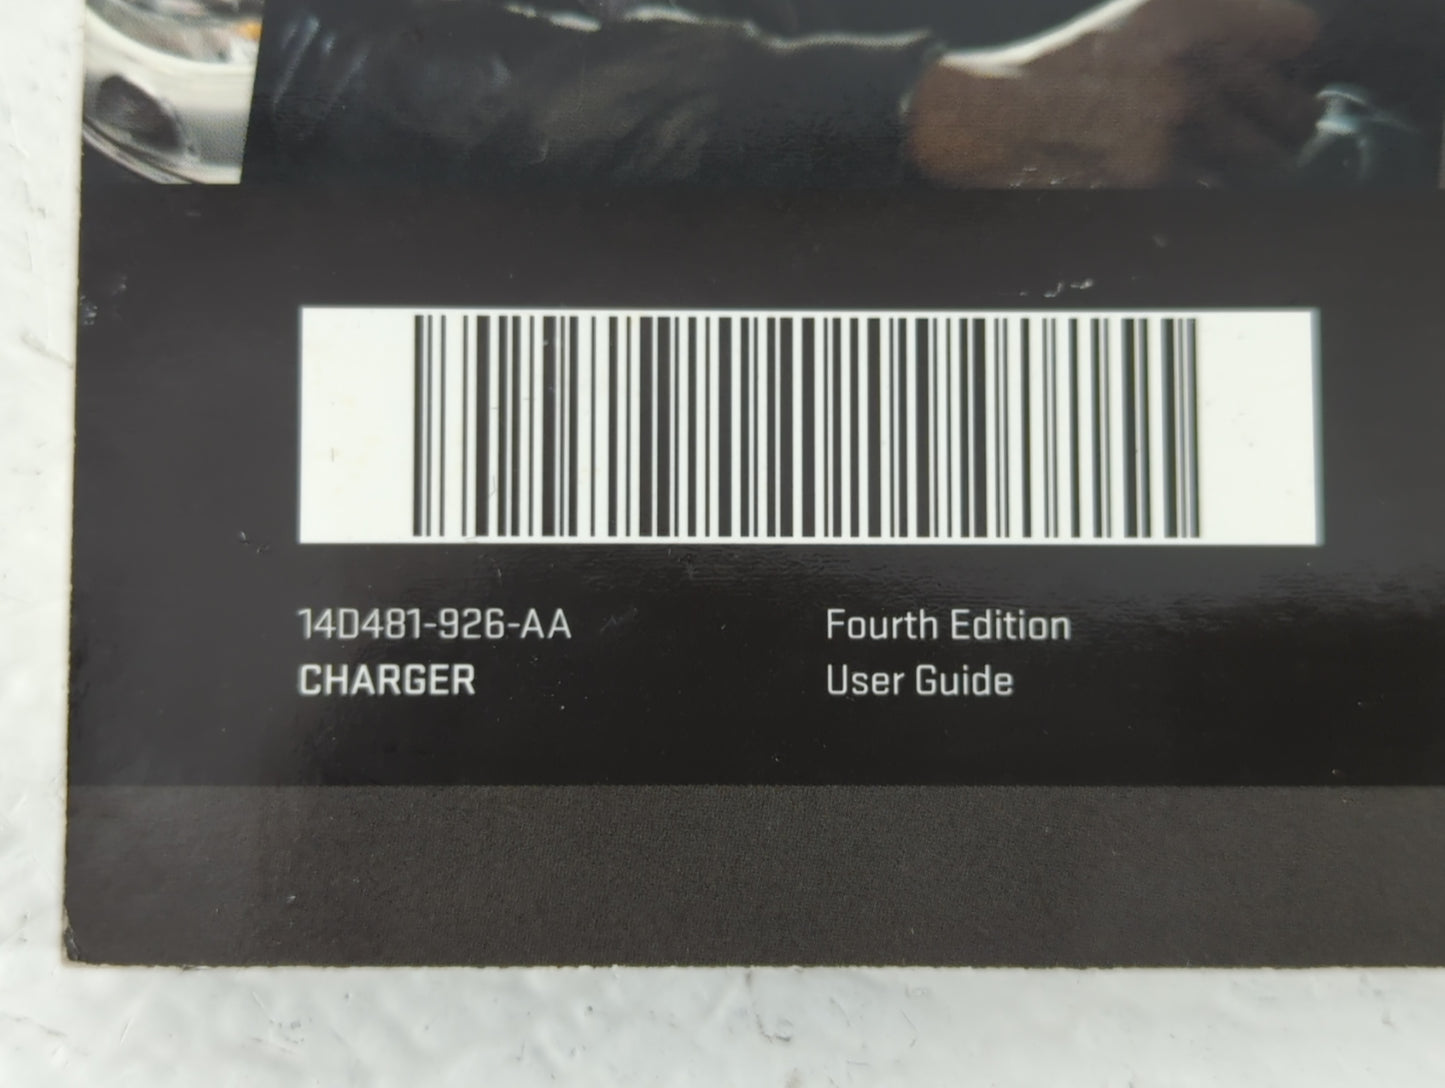 14D481-926-AA
CHARGER
Fourth Edition
User Guide